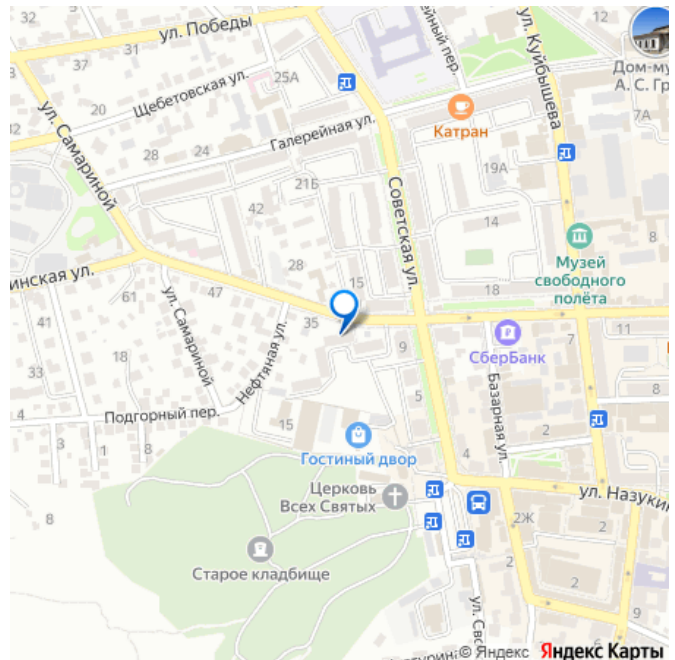 ул. Победы
32
31
37
25А
ейный пер.
ул. Куйбышева
12
Дом-му
А. С. Гр
Щебетовская ул.
20
Катран
7А
ул. Самариной
Галерейная ул.
28
24
21Б
19А
42
Советская ул.
14
8
Музей
свободного
полёта
инская ул.
28
15
61
ул. Самариной
47
18
41
35
11
СберБанк
Нефтяная ул.
9
18
33
Базарная ул.
8
4
Подгорный пер.
5
15
3
1
8
2
Гостиный двор
4
Церковь
Всех Святых
ул. Назукин
8
2Ж
Старое кладбище
2
2
ул. Сво
© Яндекс Яндекс Карты